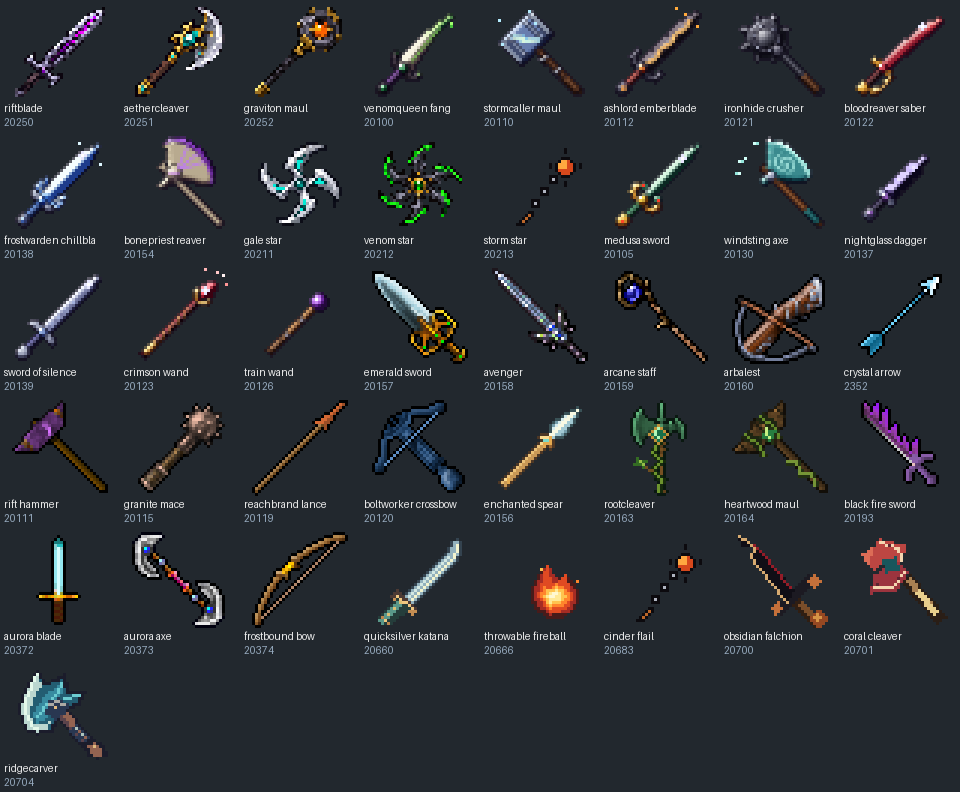 riftblade
20250
aethercleaver
20251
graviton maul
20252
venomqueen fang
20100
stormcaller maul
20110
ashlord emberblade
20112
ironhide crusher
20121
bloodreaver saber
20122
frostwarden chillbla
20138
bonepriest reaver
20154
gale star
20211
venom star
20212
storm star
20213
medusa sword
20105
windsting axe
20130
nightglass dagger
20137
sword of silence
20139
crimson wand
20123
train wand
20126
emerald sword
20157
avenger
20158
arcane staff
20159
arbalest
20160
crystal arrow
2352
rift hammer
20111
granite mace
20115
reachbrand lance
20119
boltworker crossbow
20120
enchanted spear
20156
rootcleaver
20163
heartwood maul
20164
black fire sword
20193
aurora blade
20372
aurora axe
20373
frostbound bow
20374
quicksilver katana
20660
throwable fireball
20666
cinder flail
20683
obsidian falchion
20700
coral cleaver
20701
ridgecarver
20704